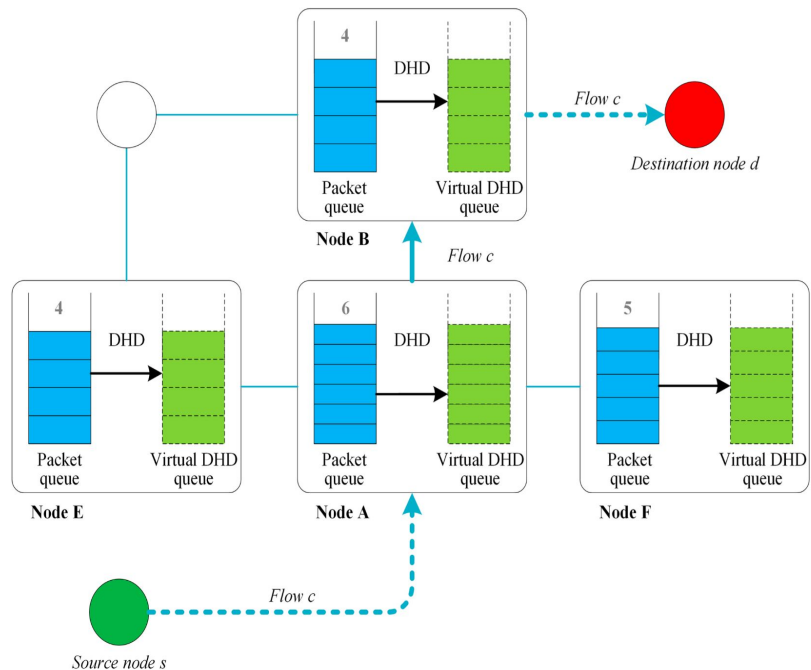 4
DHD
Packet
queue
Virtual DHD
queue
Node B
Flow c
Destination node d
Flow c
4
DHD
Packet
queue
Virtual DHD
queue
Node E
6
DHD
Packet
queue
Virtual DHD
queue
Node A
5
DHD
Packet
queue
Virtual DHD
queue
Node F
Flow c
Source node s